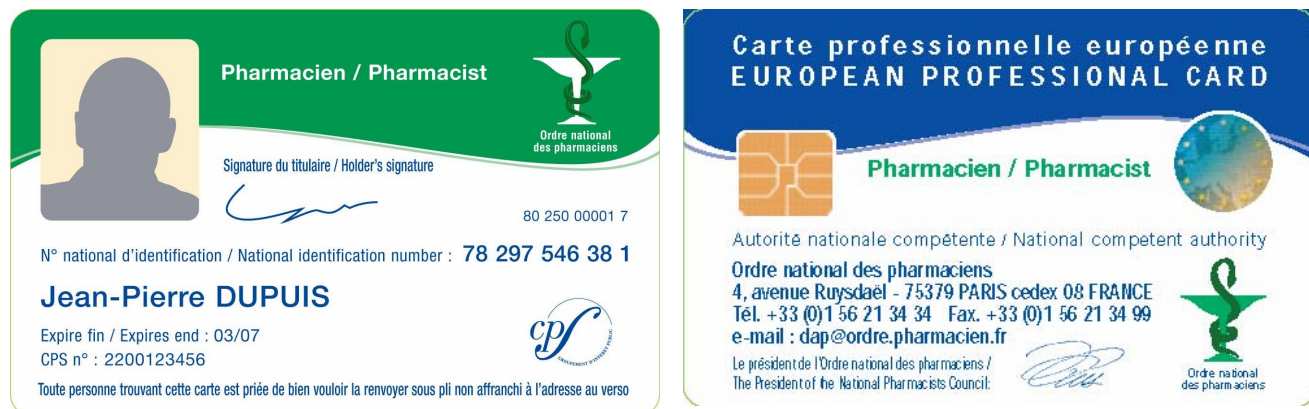 Pharmacien / Pharmacist
Ordre national
des pharmaciens
Signature du titulaire / Holder's signature
80 250 00001 7
N° national d'identification / National identification number : 78 297 546 38 1
Jean-Pierre DUPUIS
Expire fin / Expires end : 03/07
CPS n° : 2200123456
cps
GROUPEMENT D'INTERET PUBLIC
Toute personne trouvant cette carte est priée de bien vouloir la renvoyer sous pli non affranchi à l'adresse au verso
Carte professionnelle européenne
EUROPEAN PROFESSIONAL CARD
Pharmacien / Pharmacist
Autorité nationale compétente / National competent authority
Ordre national des pharmaciens
4, avenue Ruysdaël - 75379 PARIS cedex 08 FRANCE
Tél. +33 (0)1 56 21 34 34 Fax. +33 (0)1 56 21 34 99
e-mail : dap@ordre.pharmacien.fr
Le président de l'Ordre national des pharmaciens /
The President of the National Pharmacists Council:
Ordre national
des pharmaciens